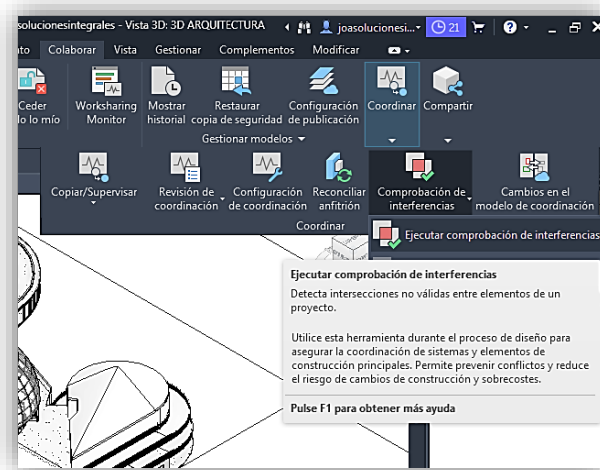 solucionesintegrales - Vista 3D: 3D ARQUITECTURA joasolucionesi... 21
Colaborar Vista Gestionar Complementos Modificar
Ceder Worksharing Mostrar Restaurar Configuración Coordinar Compartir
lo mío Monitor historial copia de seguridad de publicación
Gestionar modelos
Copiar/Supervisar Revisión de Configuración Reconciliar Comprobación de Cambios en el
coordinación de coordinación anfitrión interferencias modelo de coordinación
Coordinar
Ejecutar comprobación de interferencias
Ejecutar comprobación de interferencias
Detecta intersecciones no válidas entre elementos de un
proyecto.
Utilice esta herramienta durante el proceso de diseño para
asegurar la coordinación de sistemas y elementos de
construcción principales. Permite prevenir conflictos y reduce
el riesgo de cambios de construcción y sobrecostes.
Pulse F1 para obtener más ayuda